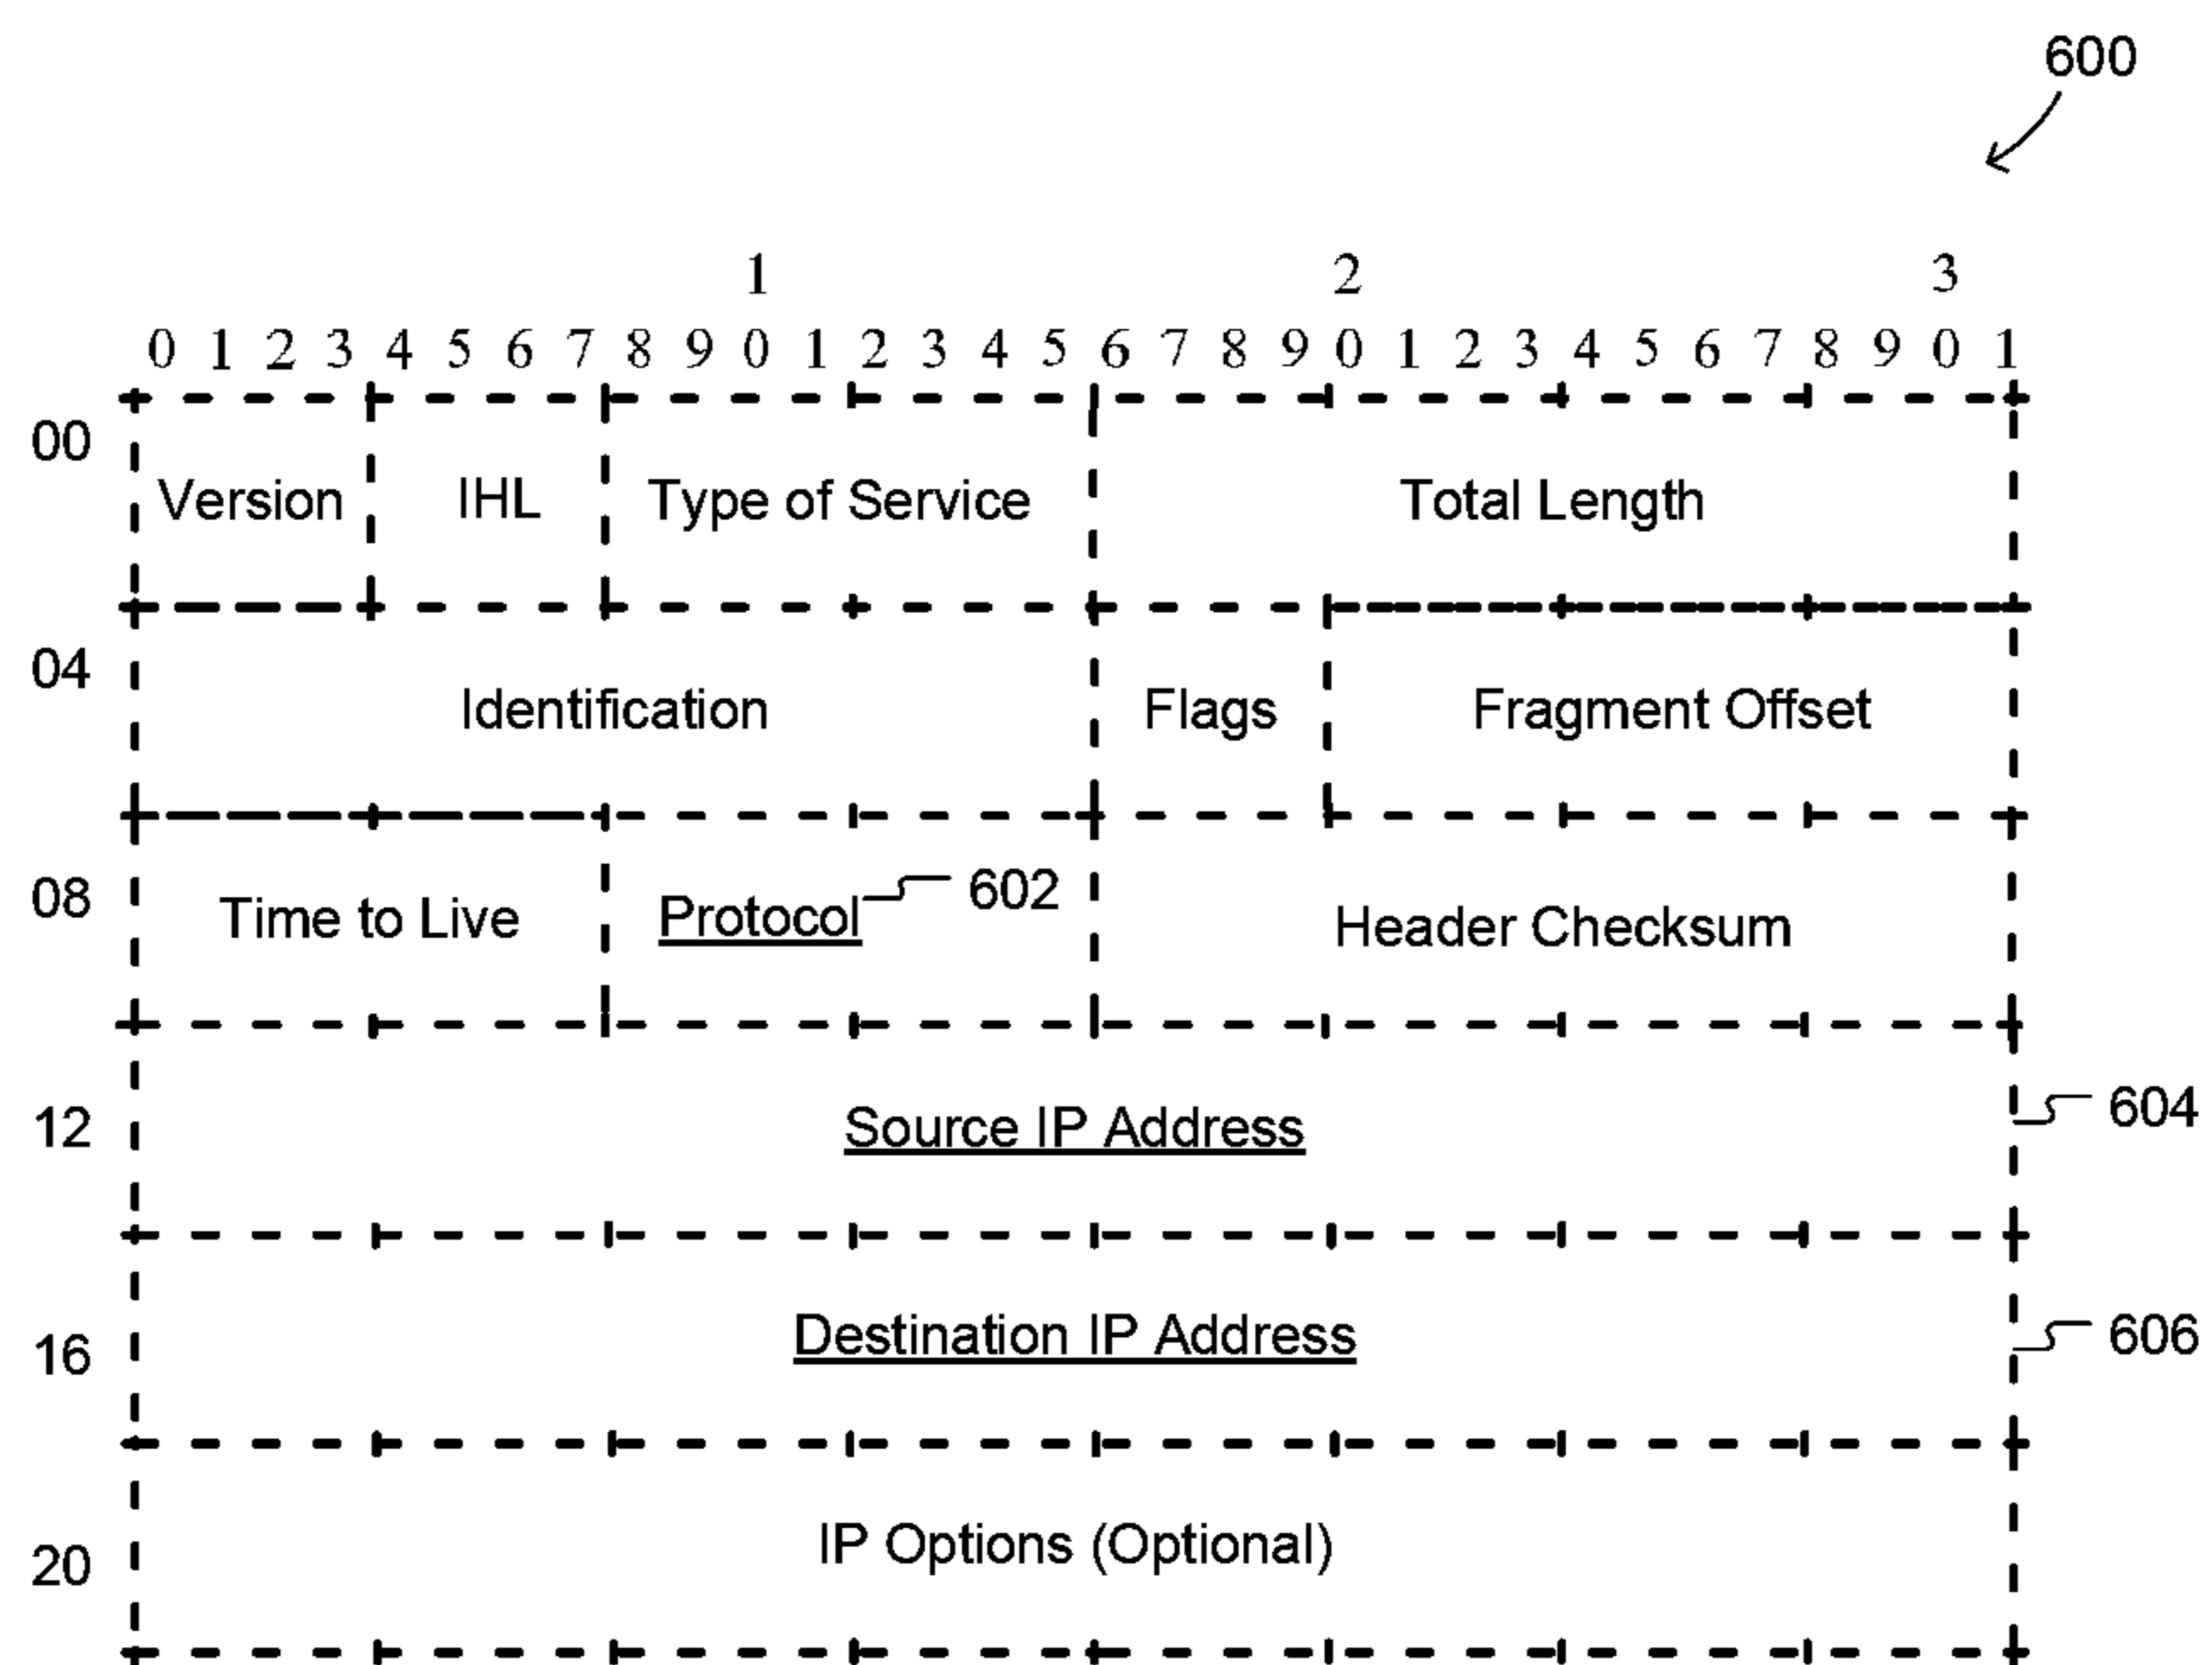 600
1 2 3
0 1 2 3 4 5 6 7 8 9 0 1 2 3 4 5 6 7 8 9 0 1 2 3 4 5 6 7 8 9 0 1
00
Version IHL Type of Service Total Length
04
Identification Flags Fragment Offset
08
Time to Live Protocol 602 Header Checksum
12 Source IP Address 604
16 Destination IP Address 606
20 IP Options (Optional)